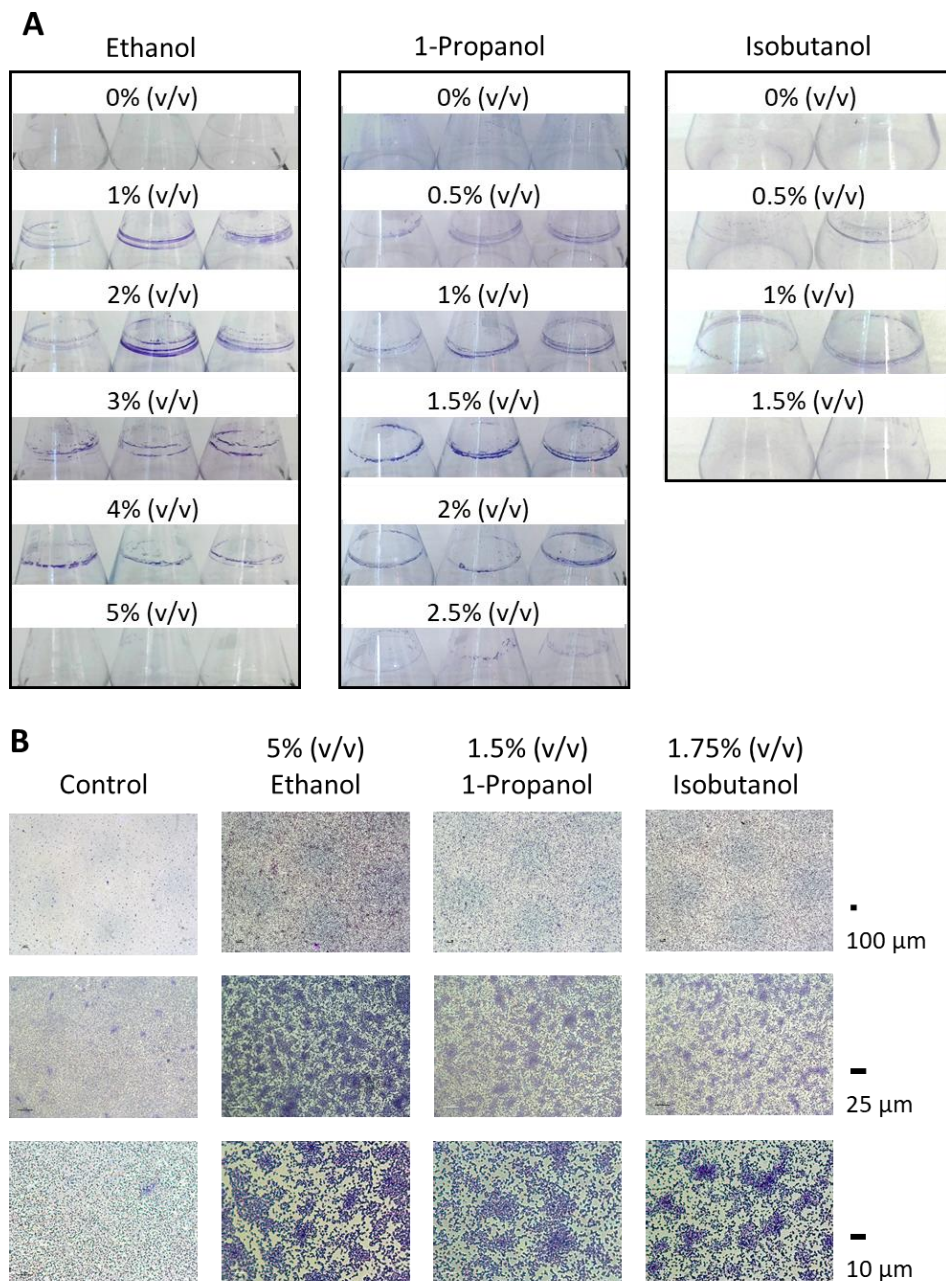 A
Ethanol
1-Propanol
Isobutanol
0% (v/v)
1% (v/v)
2% (v/v)
3% (v/v)
4% (v/v)
5% (v/v)
0% (v/v)
0.5% (v/v)
1% (v/v)
1.5% (v/v)
2% (v/v)
2.5% (v/v)
0% (v/v)
0.5% (v/v)
1% (v/v)
1.5% (v/v)
B
Control
5% (v/v)
Ethanol
1.5% (v/v)
1-Propanol
1.75% (v/v)
Isobutanol
100 µm
25 µm
10 µm